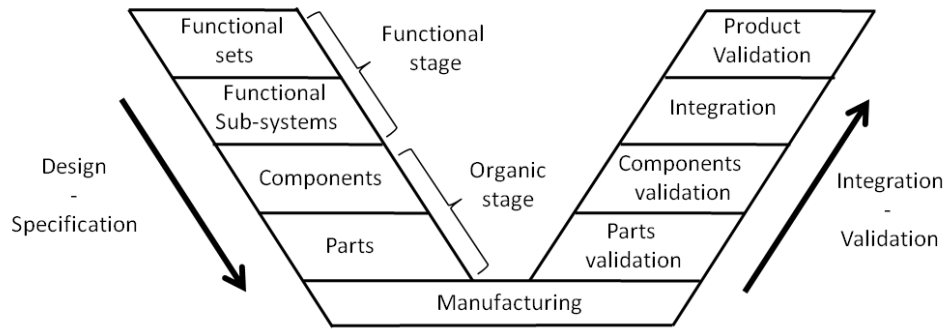 Functional
sets
Functional
stage
Functional
Sub-systems
Design
-
Specification
Components
Organic
stage
Parts
Manufacturing
Product
Validation
Integration
Components
validation
Parts
validation
Integration
-
Validation